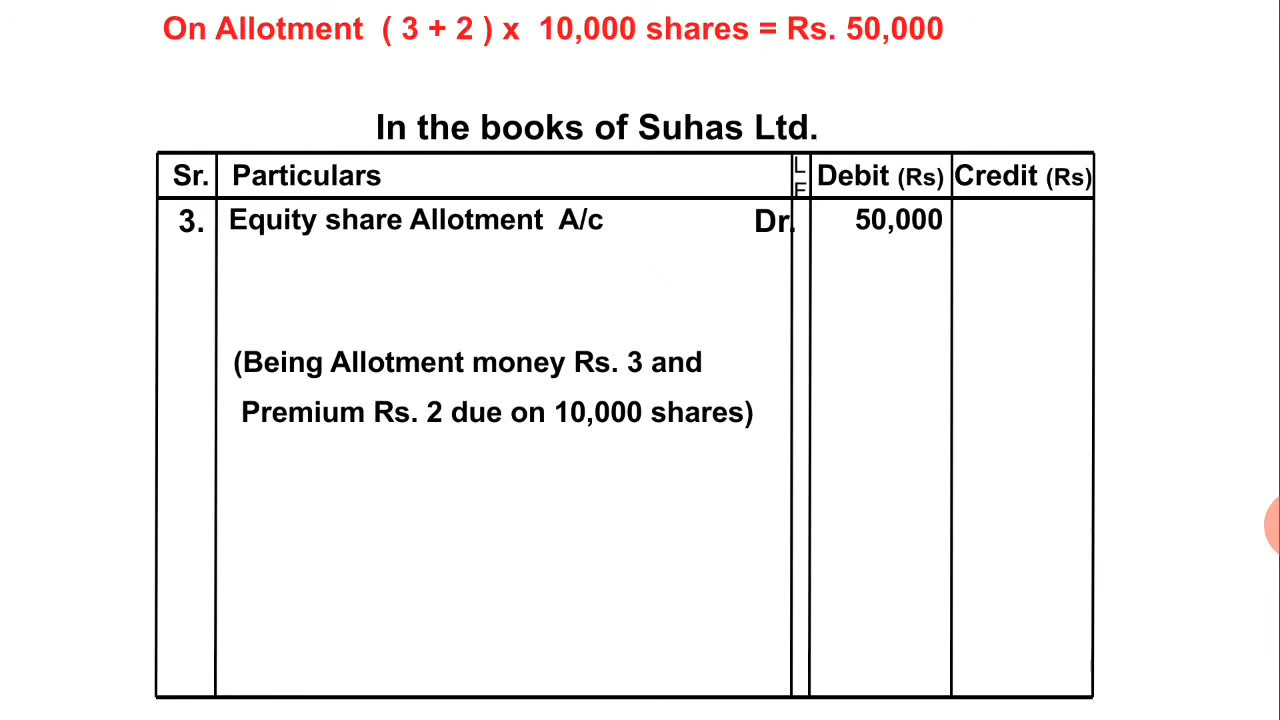 On Allotment ( 3 + 2 ) x 10,000 shares = Rs. 50,000
In the books of Suhas Ltd.
Sr. Particulars L F Debit (Rs) Credit (Rs)
3. Equity share Allotment A/c Dr. 50,000
(Being Allotment money Rs. 3 and
Premium Rs. 2 due on 10,000 shares)